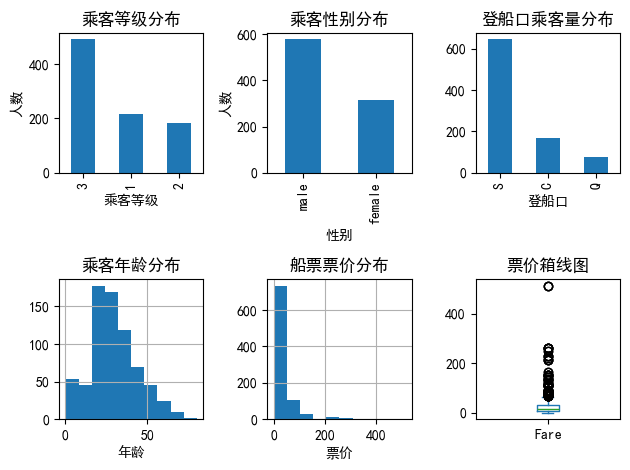 乘客等级分布
人数
400
200
0
3
1
2
乘客等级
乘客性别分布
人数
600
400
200
0
male
female
性别
登船口乘客量分布
600
400
200
0
S
C
Q
登船口
乘客年龄分布
150
100
50
0
0
50
年龄
船票票价分布
600
400
200
0
0
200
400
票价
票价箱线图
400
200
0
Fare